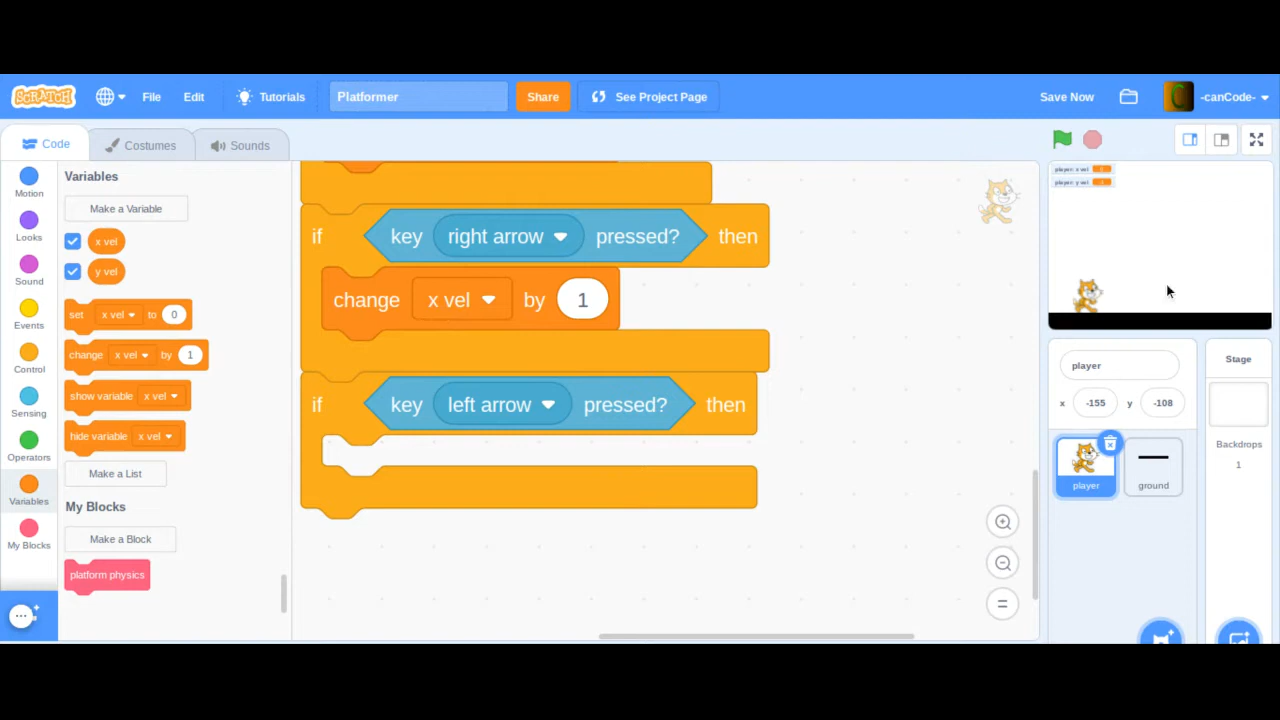 SCRATCH File Edit Tutorials Platformer Share See Project Page Save Now -canCode-
Code Costumes Sounds
Motion
Looks
Sound
Events
Control
Sensing
Operators
Variables
My Blocks
Variables
Make a Variable
x vel
y vel
set x vel to 0
change x vel by 1
show variable x vel
hide variable x vel
Make a List
My Blocks
Make a Block
platform physics
if key right arrow pressed? then
change x vel by 1
if key left arrow pressed? then
player: x vel
player: y vel
player
x -155 y -108
player
ground
Stage
Backdrops
1